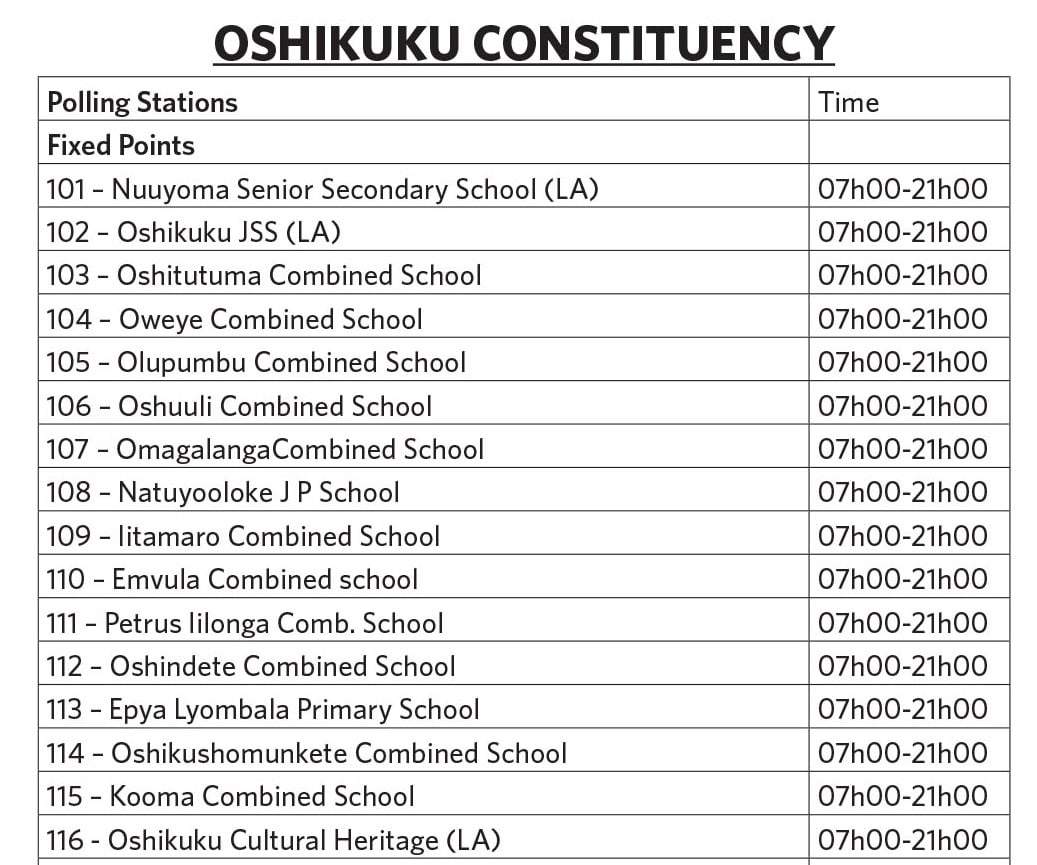 OSHIKUKU CONSTITUENCY
Polling Stations Time
Fixed Points
101 – Nuuyoma Senior Secondary School (LA) 07h00-21h00
102 – Oshikuku JSS (LA) 07h00-21h00
103 – Oshitutuma Combined School 07h00-21h00
104 – Oweye Combined School 07h00-21h00
105 – Olupumbu Combined School 07h00-21h00
106 – Oshuuli Combined School 07h00-21h00
107 – OmagalangaCombined School 07h00-21h00
108 – Natuyooloke J P School 07h00-21h00
109 – Iitamaro Combined School 07h00-21h00
110 – Emvula Combined school 07h00-21h00
111 – Petrus Iilonga Comb. School 07h00-21h00
112 – Oshindete Combined School 07h00-21h00
113 – Epya Lyombala Primary School 07h00-21h00
114 – Oshikushomunkete Combined School 07h00-21h00
115 – Kooma Combined School 07h00-21h00
116 - Oshikuku Cultural Heritage (LA) 07h00-21h00